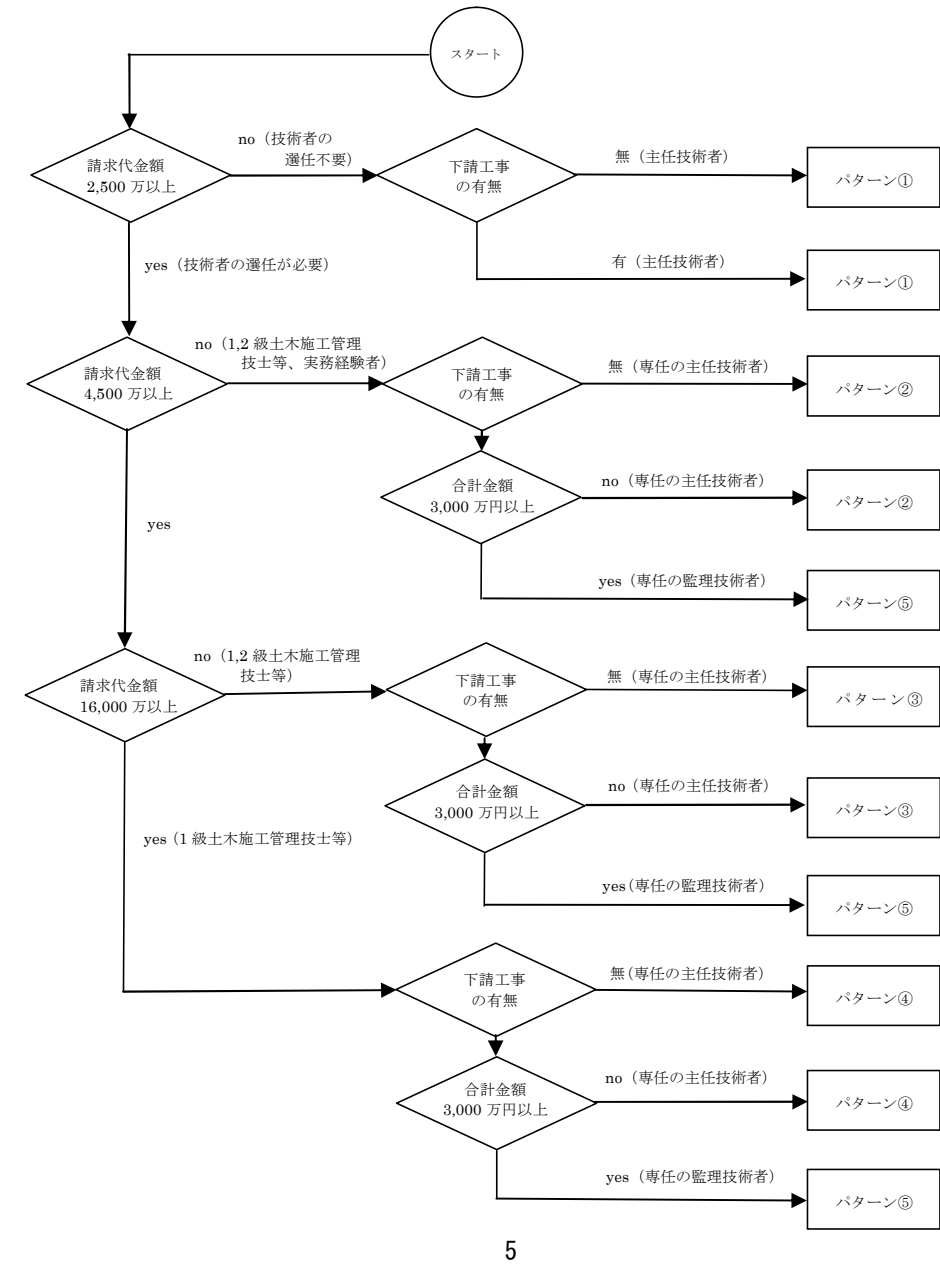 スタート
請求代金額
2,500 万以上
no（技術者の
選任不要）
下請工事
の有無
無（主任技術者）
パターン①
有（主任技術者）
パターン①
yes（技術者の選任が必要）
請求代金額
4,500 万以上
no（1,2 級土木施工管理
技士等、実務経験者）
下請工事
の有無
無（専任の主任技術者）
パターン②
合計金額
3,000 万円以上
no（専任の主任技術者）
パターン②
yes（専任の監理技術者）
パターン⑤
yes
請求代金額
16,000 万以上
no（1,2 級土木施工管理
技士等）
下請工事
の有無
無（専任の主任技術者）
パターン③
合計金額
3,000 万円以上
no（専任の主任技術者）
パターン③
yes（専任の監理技術者）
パターン⑤
yes（1 級土木施工管理技士等）
下請工事
の有無
無（専任の主任技術者）
パターン④
合計金額
3,000 万円以上
no（専任の主任技術者）
パターン④
yes（専任の監理技術者）
パターン⑤
5